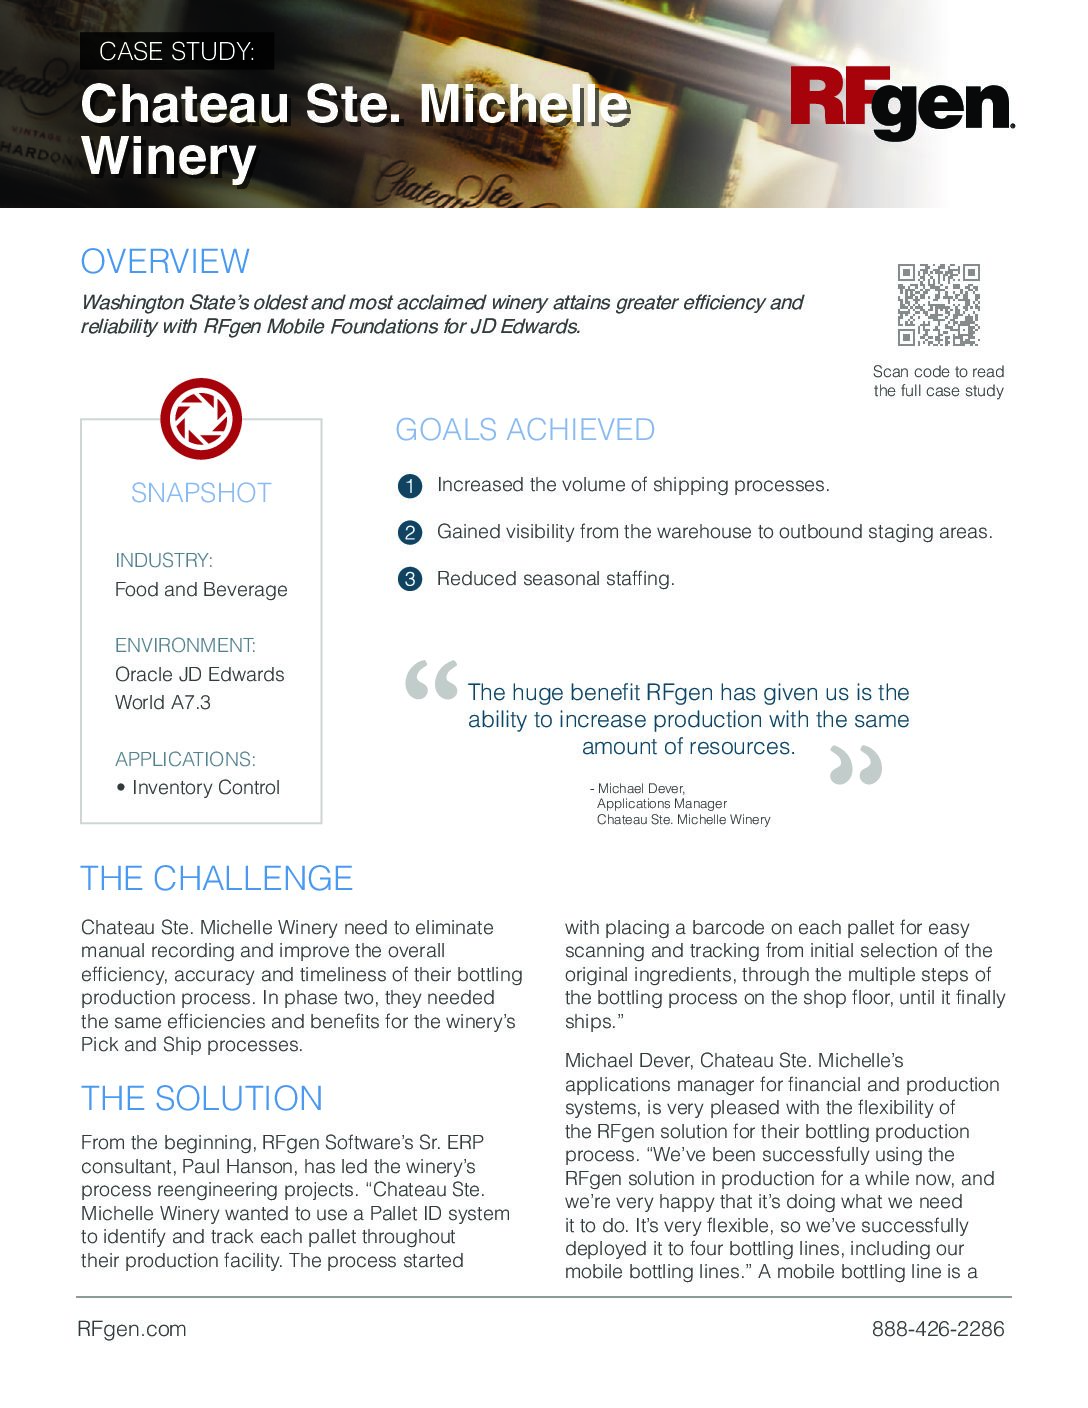 CASE STUDY:
Chateau Ste. Michelle
Winery
RFgen.
Chateau Ste
OVERVIEW
Washington State's oldest and most acclaimed winery attains greater efficiency and
reliability with RFgen Mobile Foundations for JD Edwards.
Scan code to read
the full case study
SNAPSHOT
INDUSTRY:
Food and Beverage
ENVIRONMENT:
Oracle JD Edwards
World A7.3
APPLICATIONS:
• Inventory Control
GOALS ACHIEVED
1 Increased the volume of shipping processes.
2 Gained visibility from the warehouse to outbound staging areas.
3 Reduced seasonal staffing.
“The huge benefit RFgen has given us is the
ability to increase production with the same
amount of resources.”
- Michael Dever,
Applications Manager
Chateau Ste. Michelle Winery
THE CHALLENGE
Chateau Ste. Michelle Winery need to eliminate
manual recording and improve the overall
efficiency, accuracy and timeliness of their bottling
production process. In phase two, they needed
the same efficiencies and benefits for the winery's
Pick and Ship processes.
THE SOLUTION
From the beginning, RFgen Software's Sr. ERP
consultant, Paul Hanson, has led the winery's
process reengineering projects. “Chateau Ste.
Michelle Winery wanted to use a Pallet ID system
to identify and track each pallet throughout
their production facility. The process started
with placing a barcode on each pallet for easy
scanning and tracking from initial selection of the
original ingredients, through the multiple steps of
the bottling process on the shop floor, until it finally
ships.”
Michael Dever, Chateau Ste. Michelle's
applications manager for financial and production
systems, is very pleased with the flexibility of
the RFgen solution for their bottling production
process. “We've been successfully using the
RFgen solution in production for a while now, and
we're very happy that it's doing what we need
it to do. It's very flexible, so we've successfully
deployed it to four bottling lines, including our
mobile bottling lines.” A mobile bottling line is a
RFgen.com
888-426-2286